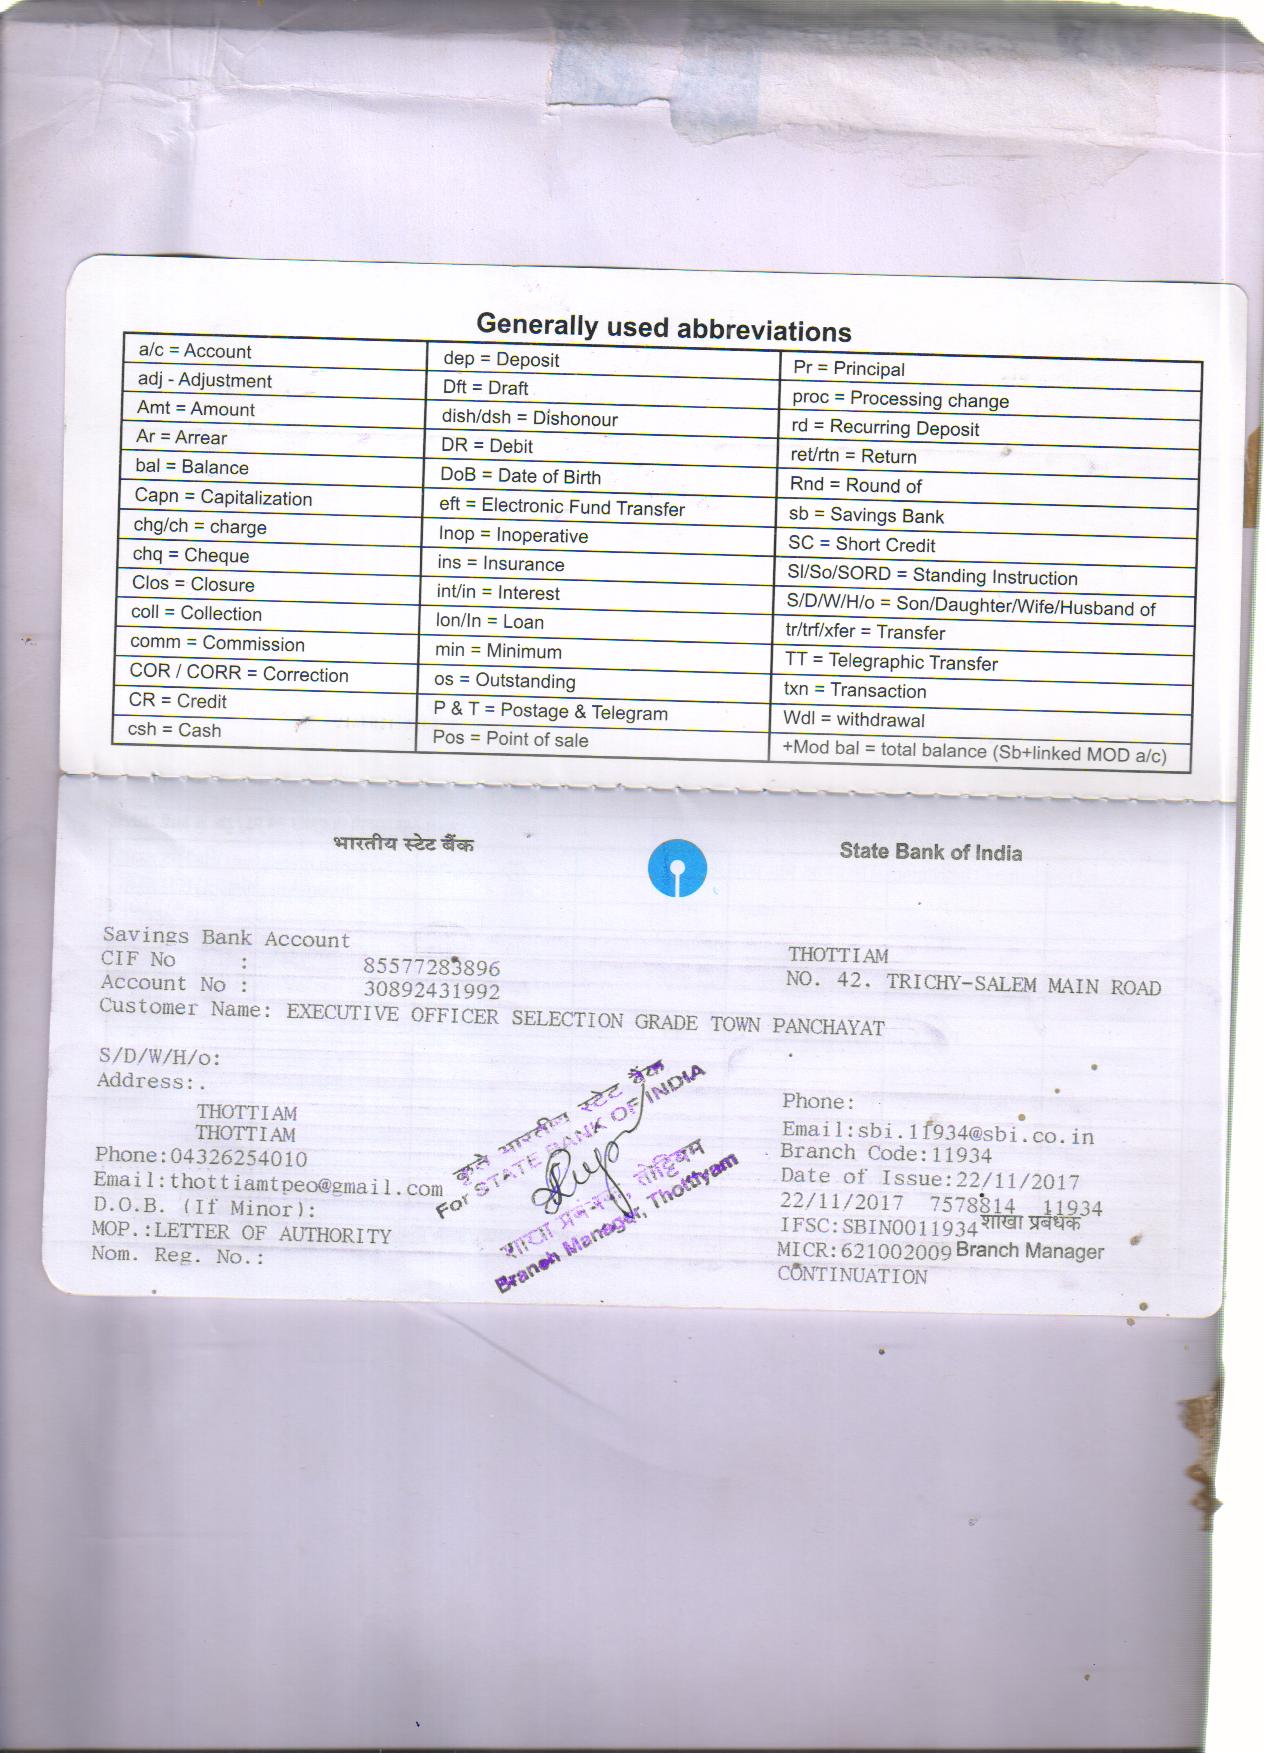 Generally used abbreviations
a/c = Account
adj - Adjustment
Amt = Amount
Ar = Arrear
bal = Balance
Capn = Capitalization
chg/ch = charge
chq = Cheque
Clos = Closure
coll = Collection
comm = Commission
COR / CORR = Correction
CR = Credit
csh = Cash
dep = Deposit
Dft = Draft
dish/dsh = Dishonour
DR = Debit
DoB = Date of Birth
eft = Electronic Fund Transfer
Inop = Inoperative
ins = Insurance
int/in = Interest
lon/ln = Loan
min = Minimum
os = Outstanding
P & T = Postage & Telegram
Pos = Point of sale
Pr = Principal
proc = Processing change
rd = Recurring Deposit
ret/rtn = Return
Rnd = Round of
sb = Savings Bank
SC = Short Credit
SI/So/SORD = Standing Instruction
S/D/W/H/o = Son/Daughter/Wife/Husband of
tr/trf/xfer = Transfer
TT = Telegraphic Transfer
txn = Transaction
Wdl = withdrawal
+Mod bal = total balance (Sb+linked MOD a/c)
भारतीय स्टेट बैंक
State Bank of India
Savings Bank Account
CIF No : 85577283896
Account No : 30892431992
Customer Name: EXECUTIVE OFFICER SELECTION GRADE TOWN PANCHAYAT
THOTTIAM
NO. 42. TRICHY-SALEM MAIN ROAD
S/D/W/H/o:
Address:.
THOTTIAM
THOTTIAM
Phone:04326254010
Email:thottiamtpeo@gmail.com
D.O.B. (If Minor):
MOP.:LETTER OF AUTHORITY
Nom. Reg. No.:
कृते भारतीय स्टेट बैंक
For STATE BANK OF INDIA
शाखा प्रबंधक, तोट्टियम
Branch Manager, Thottiyam
Phone:
Email:sbi.11934@sbi.co.in
Branch Code:11934
Date of Issue:22/11/2017
22/11/2017 7578814 11934
IFSC:SBIN0011934 शाखा प्रबंधक
MICR:621002009 Branch Manager
CONTINUATION